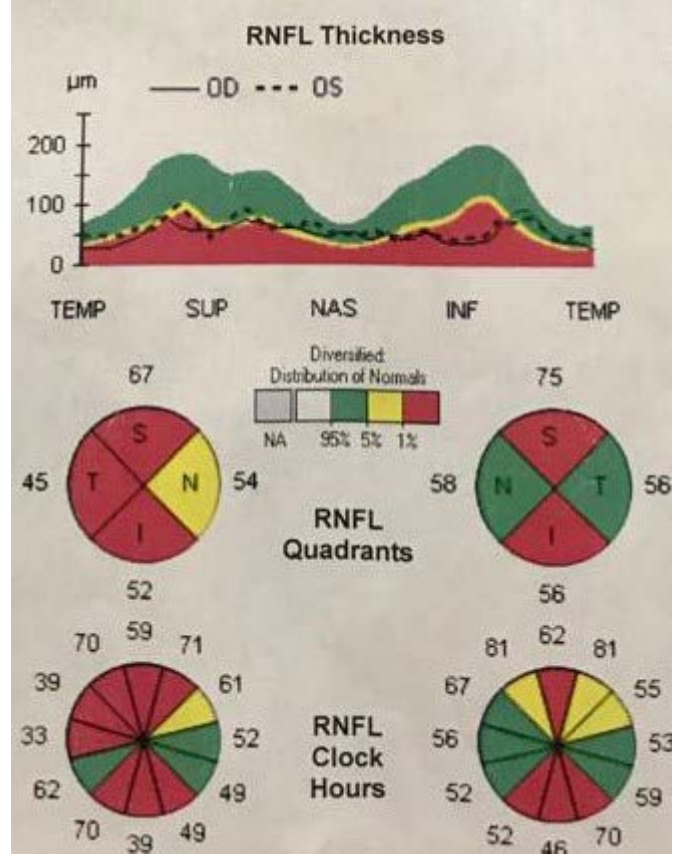 RNFL Thickness
µm
OD OS
200
100
0
TEMP SUP NAS INF TEMP
Diversified:
Distribution of Normals
NA 95% 5% 1%
67
S
45 T N 54
I
52
75
S
58 N T 56
I
56
RNFL
Quadrants
59
70 71
39 61
33 52
62 49
70 49
39
62
81 81
67 55
56 53
52 59
52 70
46
RNFL
Clock
Hours